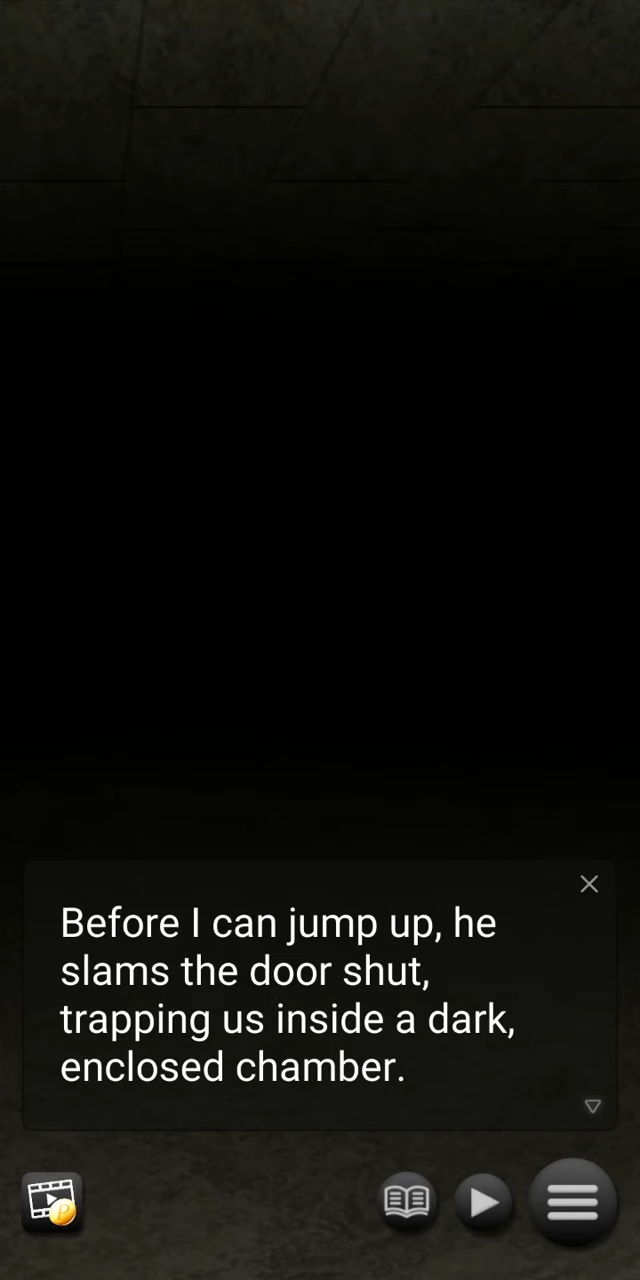 Before I can jump up, he
slams the door shut,
trapping us inside a dark,
enclosed chamber.
P